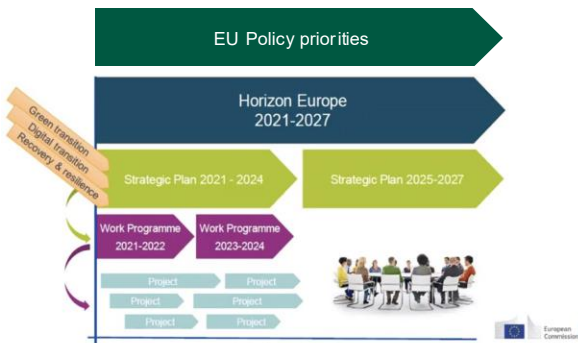 EU Policy priorities
Horizon Europe
2021-2027
Green transition
Digital transition
Recovery & resilience
Strategic Plan 2021 - 2024
Strategic Plan 2025-2027
Work Programme
2021-2022
Work Programme
2023-2024
Project
Project
Project
Project
Project
Project
European
Commission